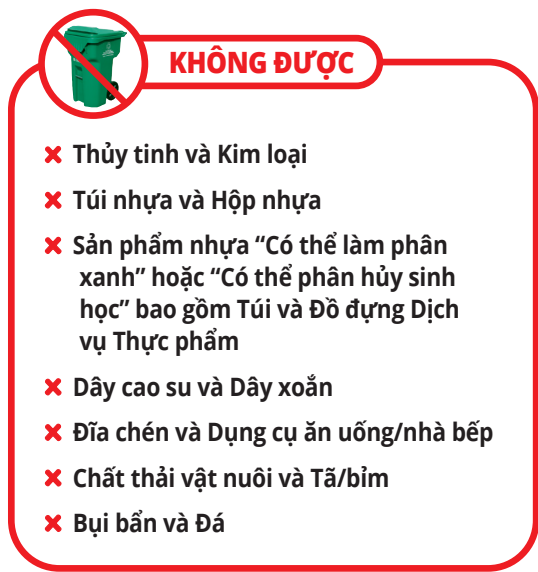 KHÔNG ĐƯỢC
Thủy tinh và Kim loại
Túi nhựa và Hộp nhựa
Sản phẩm nhựa “Có thể làm phân
xanh” hoặc “Có thể phân hủy sinh
học” bao gồm Túi và Đồ đựng Dịch
vụ Thực phẩm
Dây cao su và Dây xoắn
Đĩa chén và Dụng cụ ăn uống/nhà bếp
Chất thải vật nuôi và Tã/bỉm
Bụi bẩn và Đá